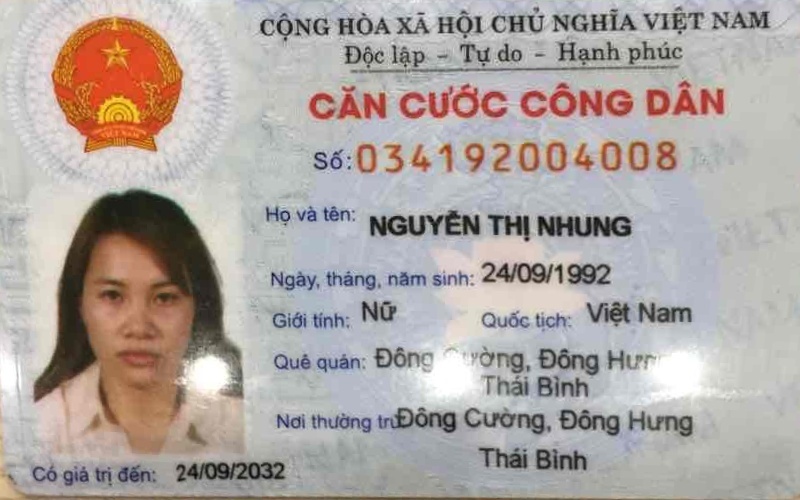 CỘNG HÒA XÃ HỘI CHỦ NGHĨA VIỆT NAM
Độc lập - Tự do - Hạnh phúc
CĂN CƯỚC CÔNG DÂN
Số: 034192004008
Họ và tên: NGUYỄN THỊ NHUNG
Ngày, tháng, năm sinh: 24/09/1992
Giới tính: Nữ Quốc tịch: Việt Nam
Quê quán: Đông Cường, Đông Hưng
Thái Bình
Nơi thường trú: Đông Cường, Đông Hưng
Thái Bình
Có giá trị đến: 24/09/2032